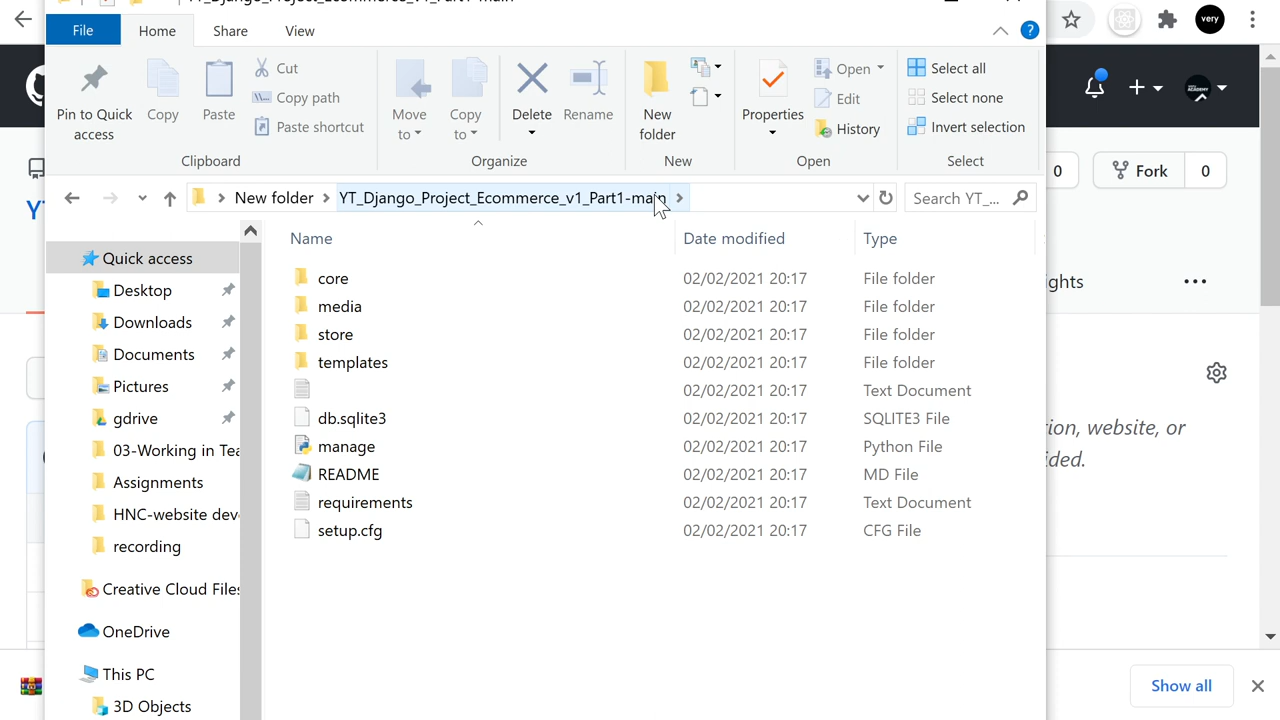 very
File
Home
Share
View
Pin to Quick access
Copy
Paste
Cut
Copy path
Paste shortcut
Clipboard
Move to
Copy to
Delete
Rename
Organize
New folder
New
Properties
Open
Edit
History
Open
Select all
Select none
Invert selection
Select
0
Fork
0
New folder
YT_Django_Project_Ecommerce_v1_Part1-main
Search YT_...
Name
Date modified
Type
core 02/02/2021 20:17 File folder
media 02/02/2021 20:17 File folder
store 02/02/2021 20:17 File folder
templates 02/02/2021 20:17 File folder
02/02/2021 20:17 Text Document
db.sqlite3 02/02/2021 20:17 SQLITE3 File
manage 02/02/2021 20:17 Python File
README 02/02/2021 20:17 MD File
requirements 02/02/2021 20:17 Text Document
setup.cfg 02/02/2021 20:17 CFG File
Quick access
Desktop
Downloads
Documents
Pictures
gdrive
03-Working in Tea
Assignments
HNC-website dev
recording
Creative Cloud Files
OneDrive
This PC
3D Objects
ghts
ion, website, or
ided.
Show all